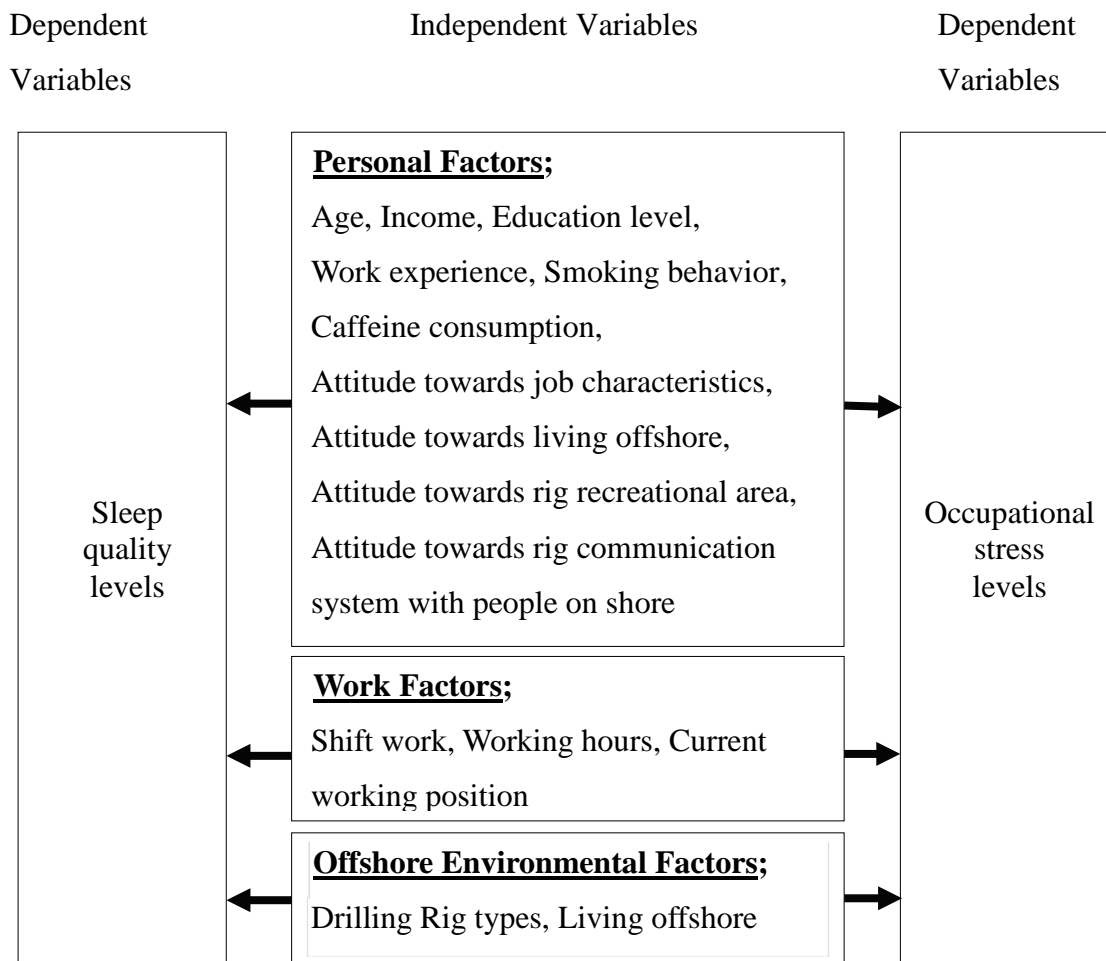 Dependent
Variables
Independent Variables
Dependent
Variables
Sleep
quality
levels
Personal Factors;
Age, Income, Education level,
Work experience, Smoking behavior,
Caffeine consumption,
Attitude towards job characteristics,
Attitude towards living offshore,
Attitude towards rig recreational area,
Attitude towards rig communication
system with people on shore
Work Factors;
Shift work, Working hours, Current
working position
Offshore Environmental Factors;
Drilling Rig types, Living offshore
Occupational
stress
levels